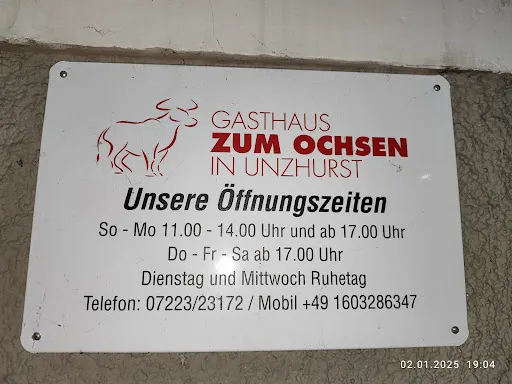 GASTHAUS
ZUM OCHSEN
IN UNZHURST
Unsere Öffnungszeiten
So - Mo 11.00 - 14.00 Uhr und ab 17.00 Uhr
Do - Fr - Sa ab 17.00 Uhr
Dienstag und Mittwoch Ruhetag
Telefon: 07223/23172 / Mobil +49 1603286347
02.01.2025 19:04